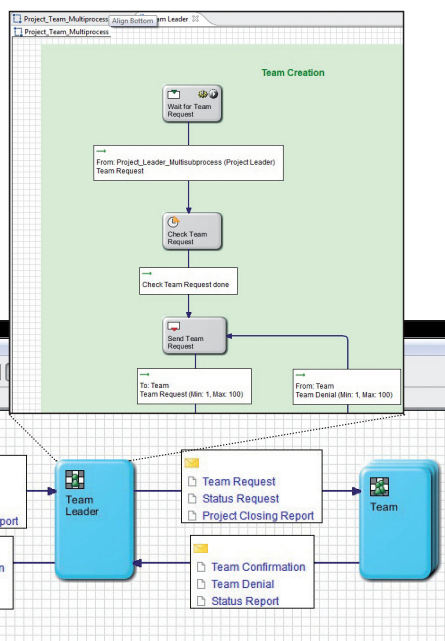 Project_Team_Multiprocess
Align Bottom
am Leader
Project_Team_Multiprocess
Team Creation
Wait for Team
Request
From: Project_Leader_Multisubprocess (Project Leader)
Team Request
Check Team
Request
Check Team Request done
Send Team
Request
To: Team
Team Request (Min: 1, Max: 100)
From: Team
Team Denial (Min: 1, Max: 100)
Team
Leader
Team Request
Status Request
Project Closing Report
Team
port
Team Confirmation
Team Denial
Status Report
n